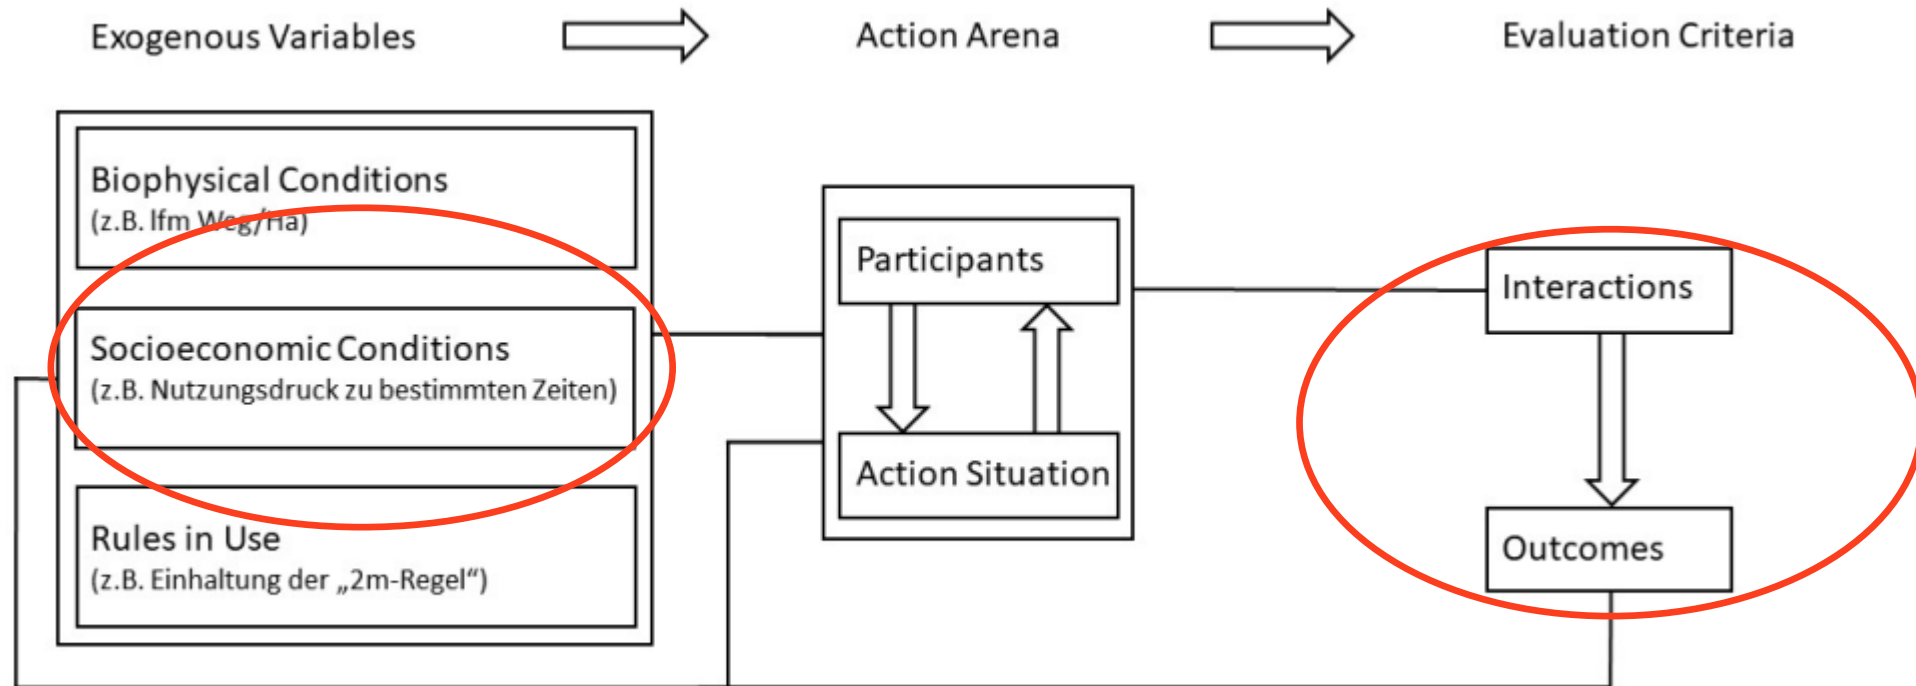 Exogenous Variables
Action Arena
Evaluation Criteria
Biophysical Conditions
(z.B. lfm Weg/Ha)
Socioeconomic Conditions
(z.B. Nutzungsdruck zu bestimmten Zeiten)
Rules in Use
(z.B. Einhaltung der „2m-Regel“)
Participants
Action Situation
Interactions
Outcomes